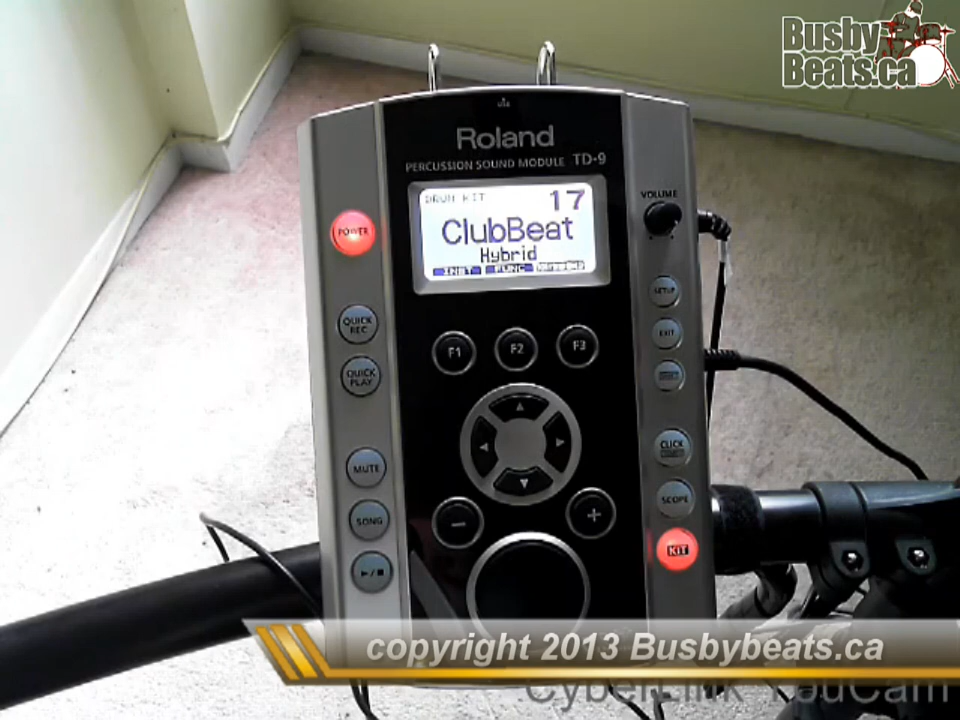 Busby
Beats.ca
Roland
PERCUSSION SOUND MODULE TD-9
DRUM KIT 17
ClubBeat
Hybrid
INST FUNC
VOLUME
POWER
SETUP
QUICK
REC
EXIT
F1 F2 F3
QUICK
PLAY
CLICK
MUTE
SCOPE
SONG
KIT
copyright 2013 Busbybeats.ca
CyberLink YouCam